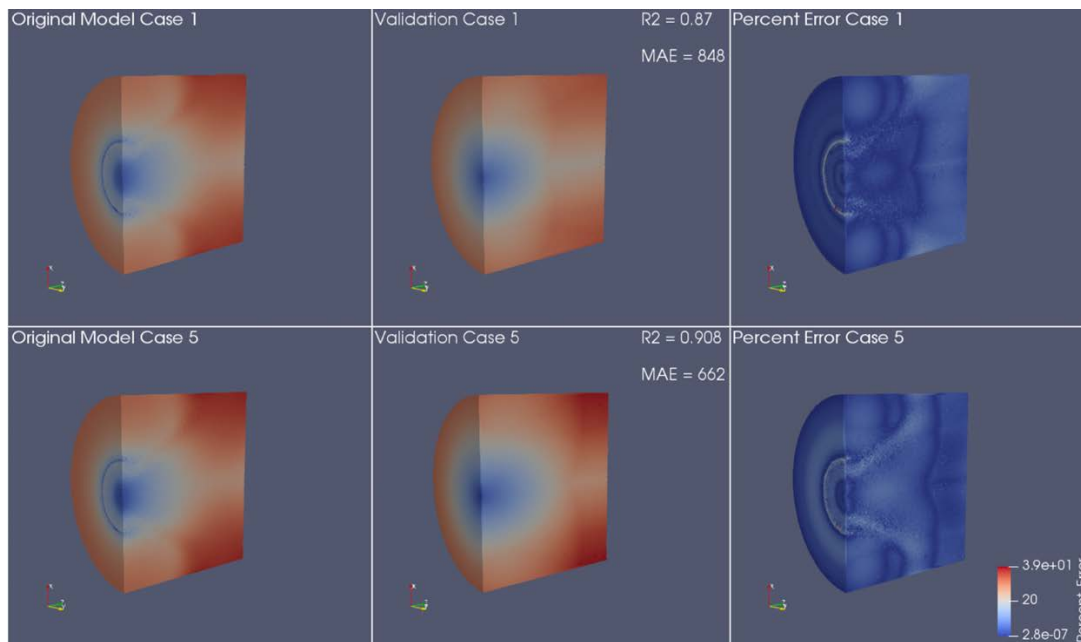 Original Model Case 1
Validation Case 1
R2 = 0.87
MAE = 848
Percent Error Case 1
Original Model Case 5
Validation Case 5
R2 = 0.908
MAE = 662
Percent Error Case 5
3.9e+01
20
2.8e-07
Percent_Error